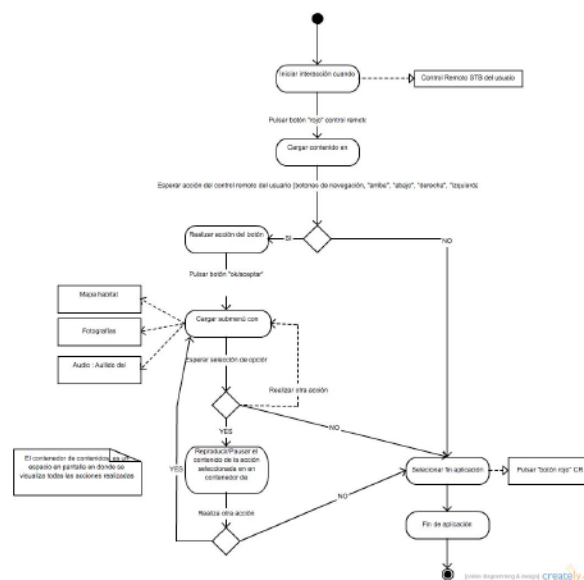 Iniciar interacción cuando
Control Remoto STB del usuario
Pulsar botón "rojo" control remoto
Cargar contenido en
Esperar acción del control remoto del usuario (botones de navegación, "arriba", "abajo", "derecha", "izquierda
Realizar acción del botón
SI
NO
Pulsar botón "ok/aceptar"
Mapa habitat
Fotografías
Audio : Aullido del
Cargar submenú con
Esperar selección de opción
Realizar otra acción
YES
NO
El contenedor de contenidos, es un
espacio en pantalla en donde se
visualiza todas las acciones realizadas
YES
Reproducir/Pausar el
contenido de la acción
seleccionada en en
contenedor de
Selecionar fin aplicación
Pulsar "botón rojo" CR
NO
Realiza otra acción
Fin de aplicación
[online diagramming & design] creately